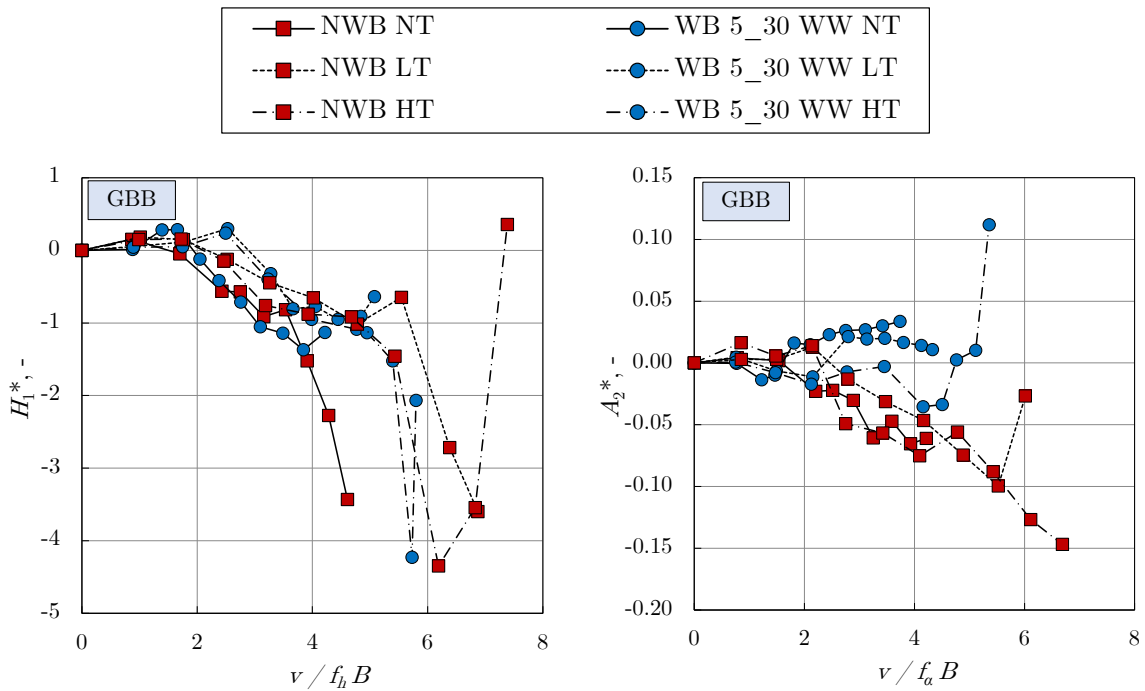 NWB NT WB 5_30 WW NT
NWB LT WB 5_30 WW LT
NWB HT WB 5_30 WW HT
GBB
1
0
-1
-2
-3
-4
-5
0 2 4 6 8
H₁*, -
v / f_h B
GBB
0.15
0.10
0.05
0.00
-0.05
-0.10
-0.15
-0.20
0 2 4 6 8
A₂*, -
v / f_α B